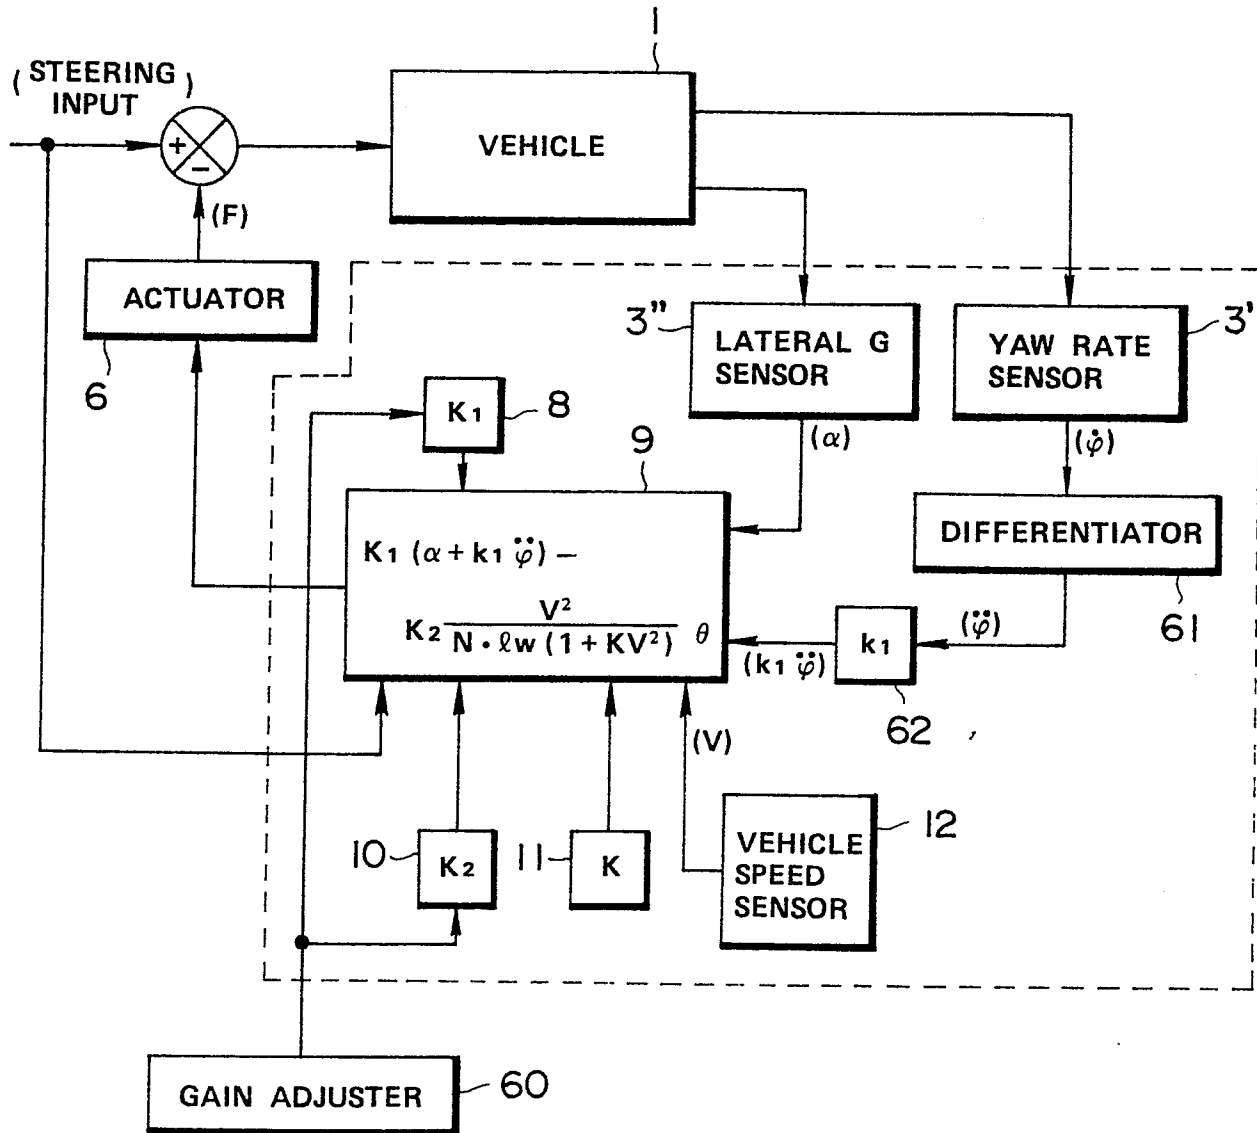 1
(STEERING INPUT)
+
−
VEHICLE
(F)
ACTUATOR
6
3''
LATERAL G
SENSOR
3'
YAW RATE
SENSOR
K1
8
9
(α)
(φ̇)
DIFFERENTIATOR
61
K1 (α + k1 φ̈) −
K2 V²/N・ℓw (1 + KV²) θ
(φ̈)
k1
(k1 φ̈)
62
(V)
10
K2
11
K
VEHICLE
SPEED
SENSOR
12
GAIN ADJUSTER
60